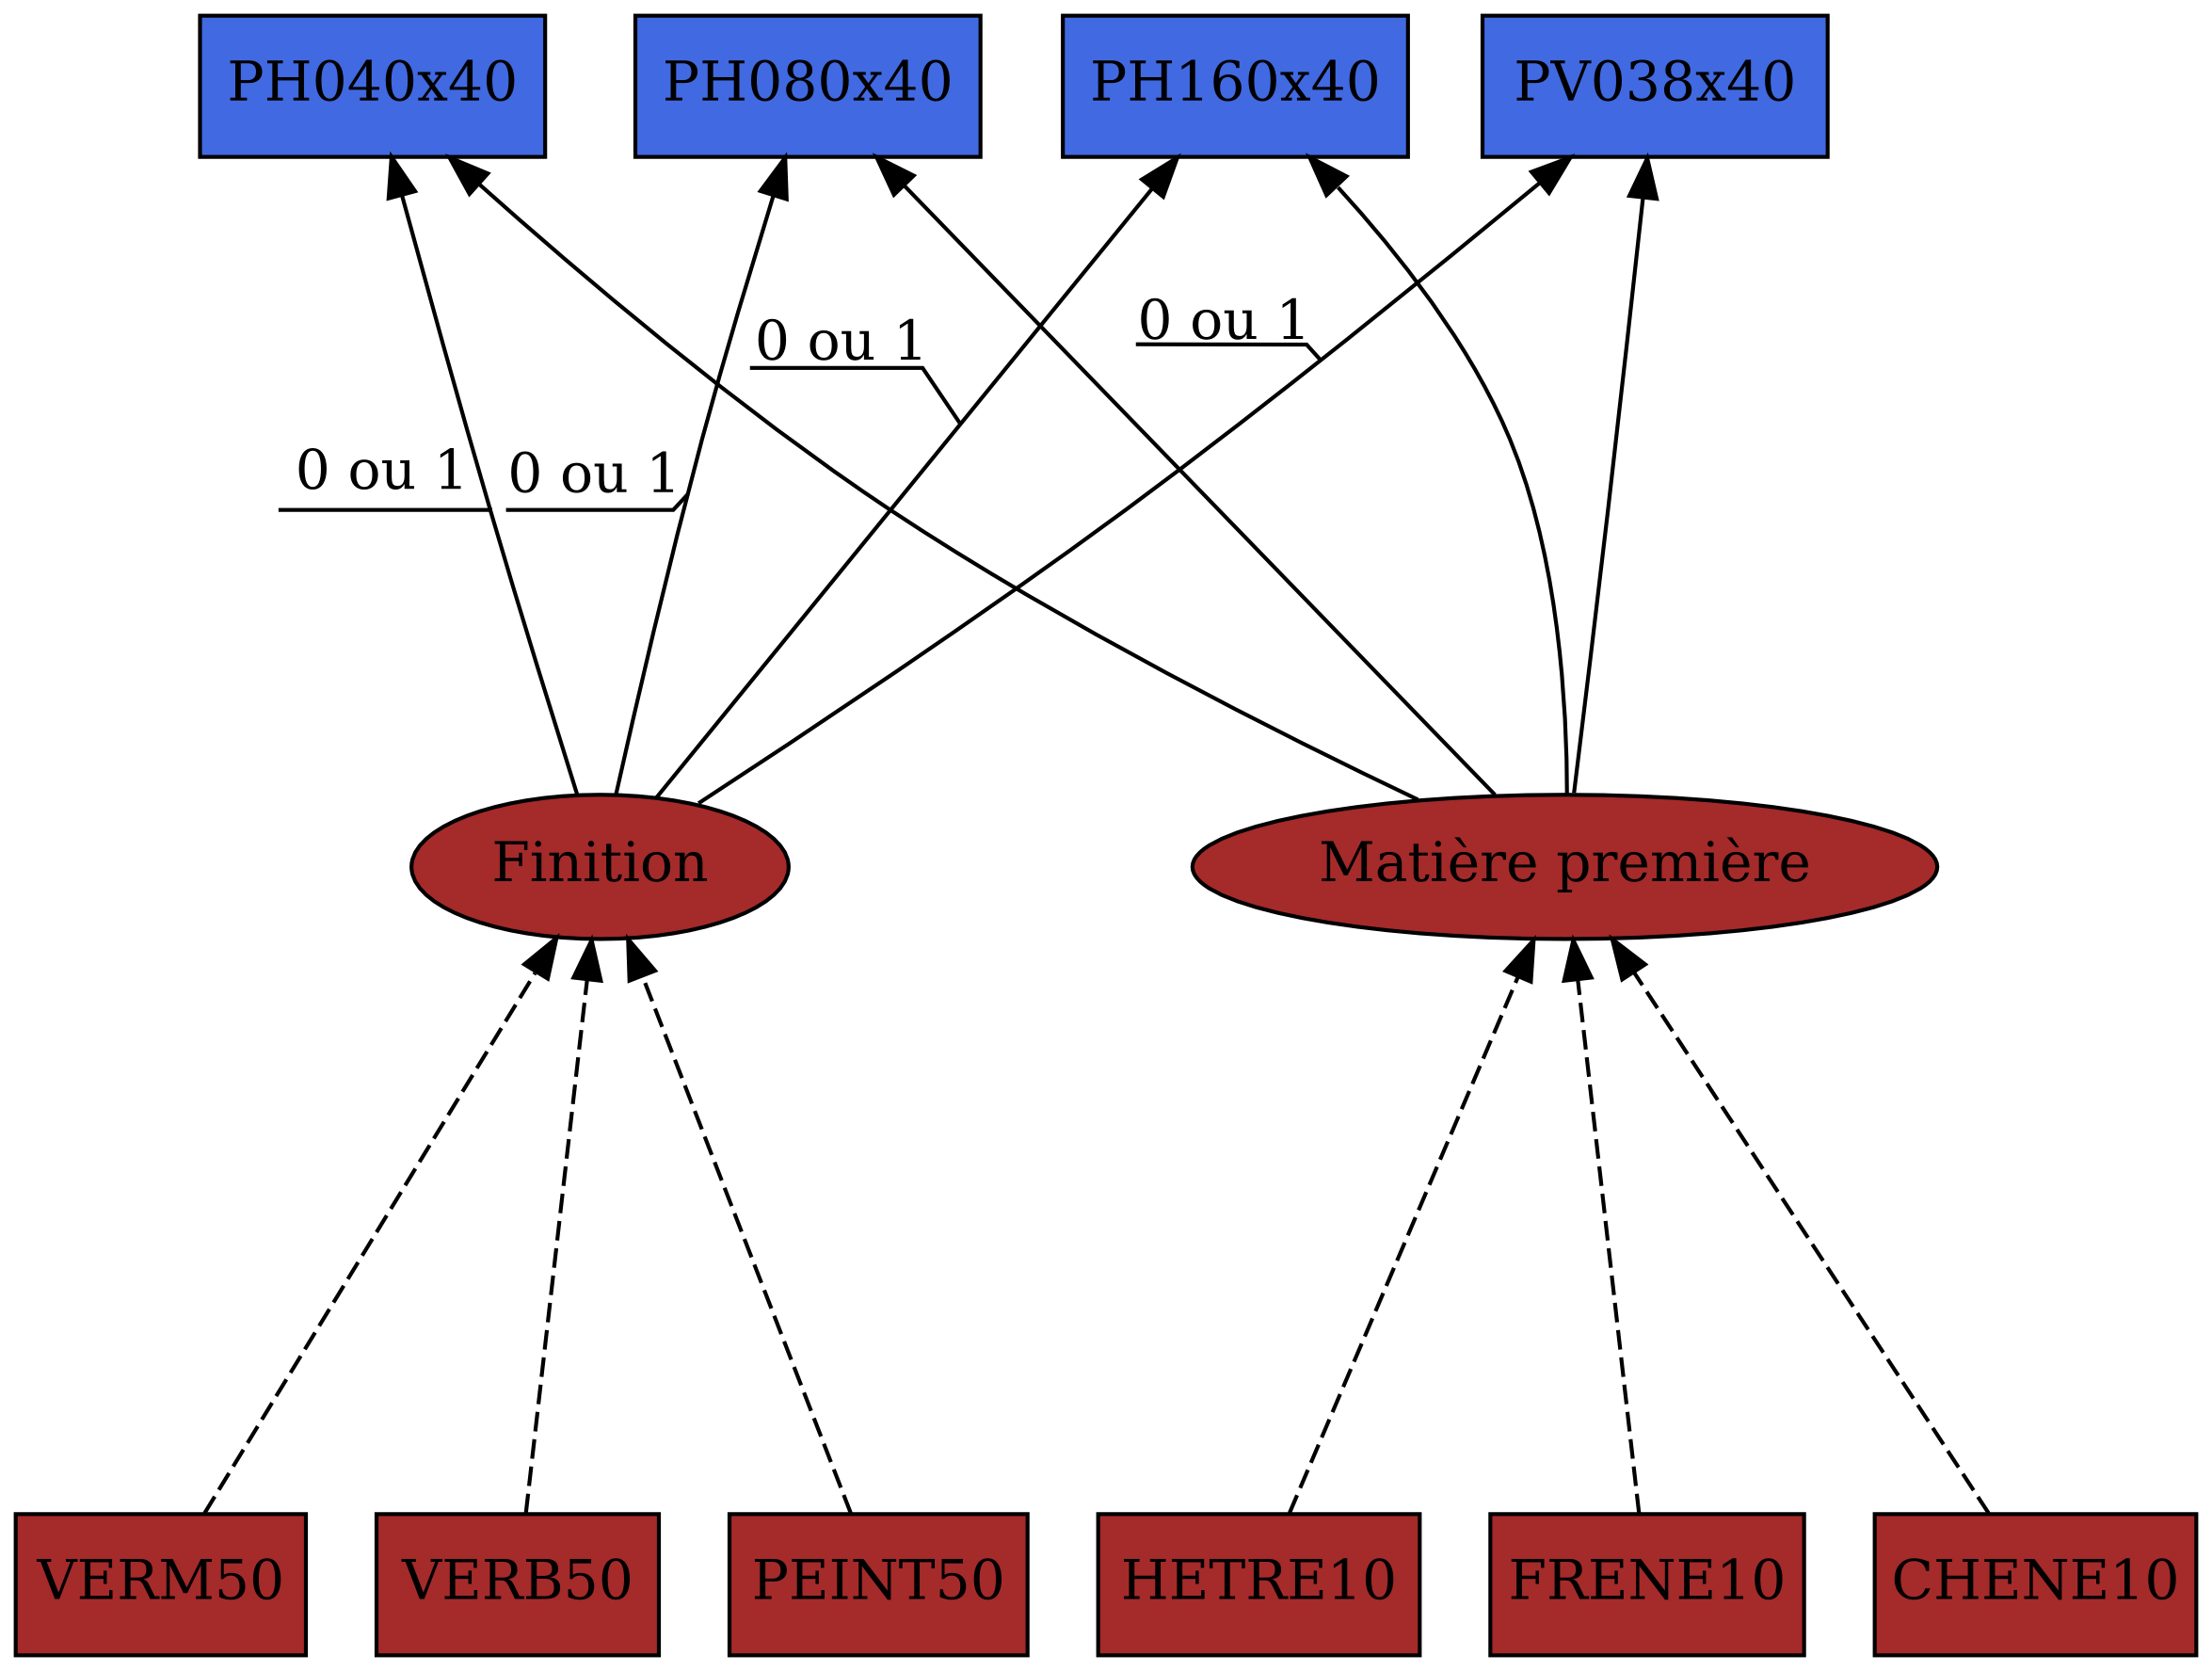 PH040x40
PH080x40
PH160x40
PV038x40
0 ou 1
0 ou 1
0 ou 1
0 ou 1
Finition
Matière première
VERM50
VERB50
PEINT50
HETRE10
FRENE10
CHENE10